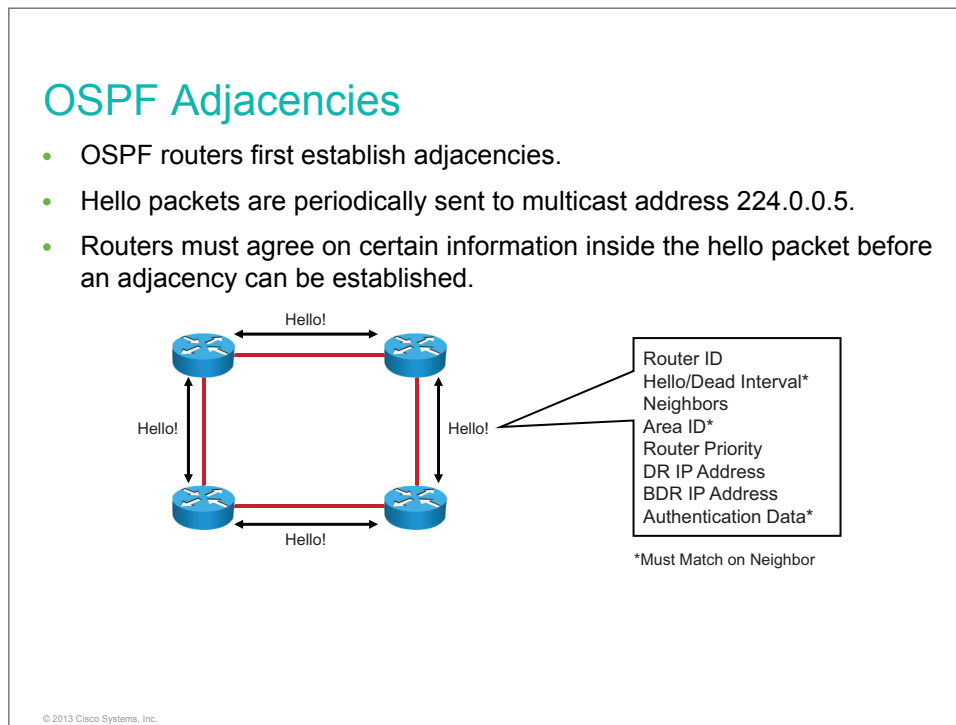 OSPF Adjacencies
• OSPF routers first establish adjacencies.
• Hello packets are periodically sent to multicast address 224.0.0.5.
• Routers must agree on certain information inside the hello packet before
an adjacency can be established.
Hello!
Hello!
Hello!
Hello!
Router ID
Hello/Dead Interval*
Neighbors
Area ID*
Router Priority
DR IP Address
BDR IP Address
Authentication Data*
*Must Match on Neighbor
© 2013 Cisco Systems, Inc.